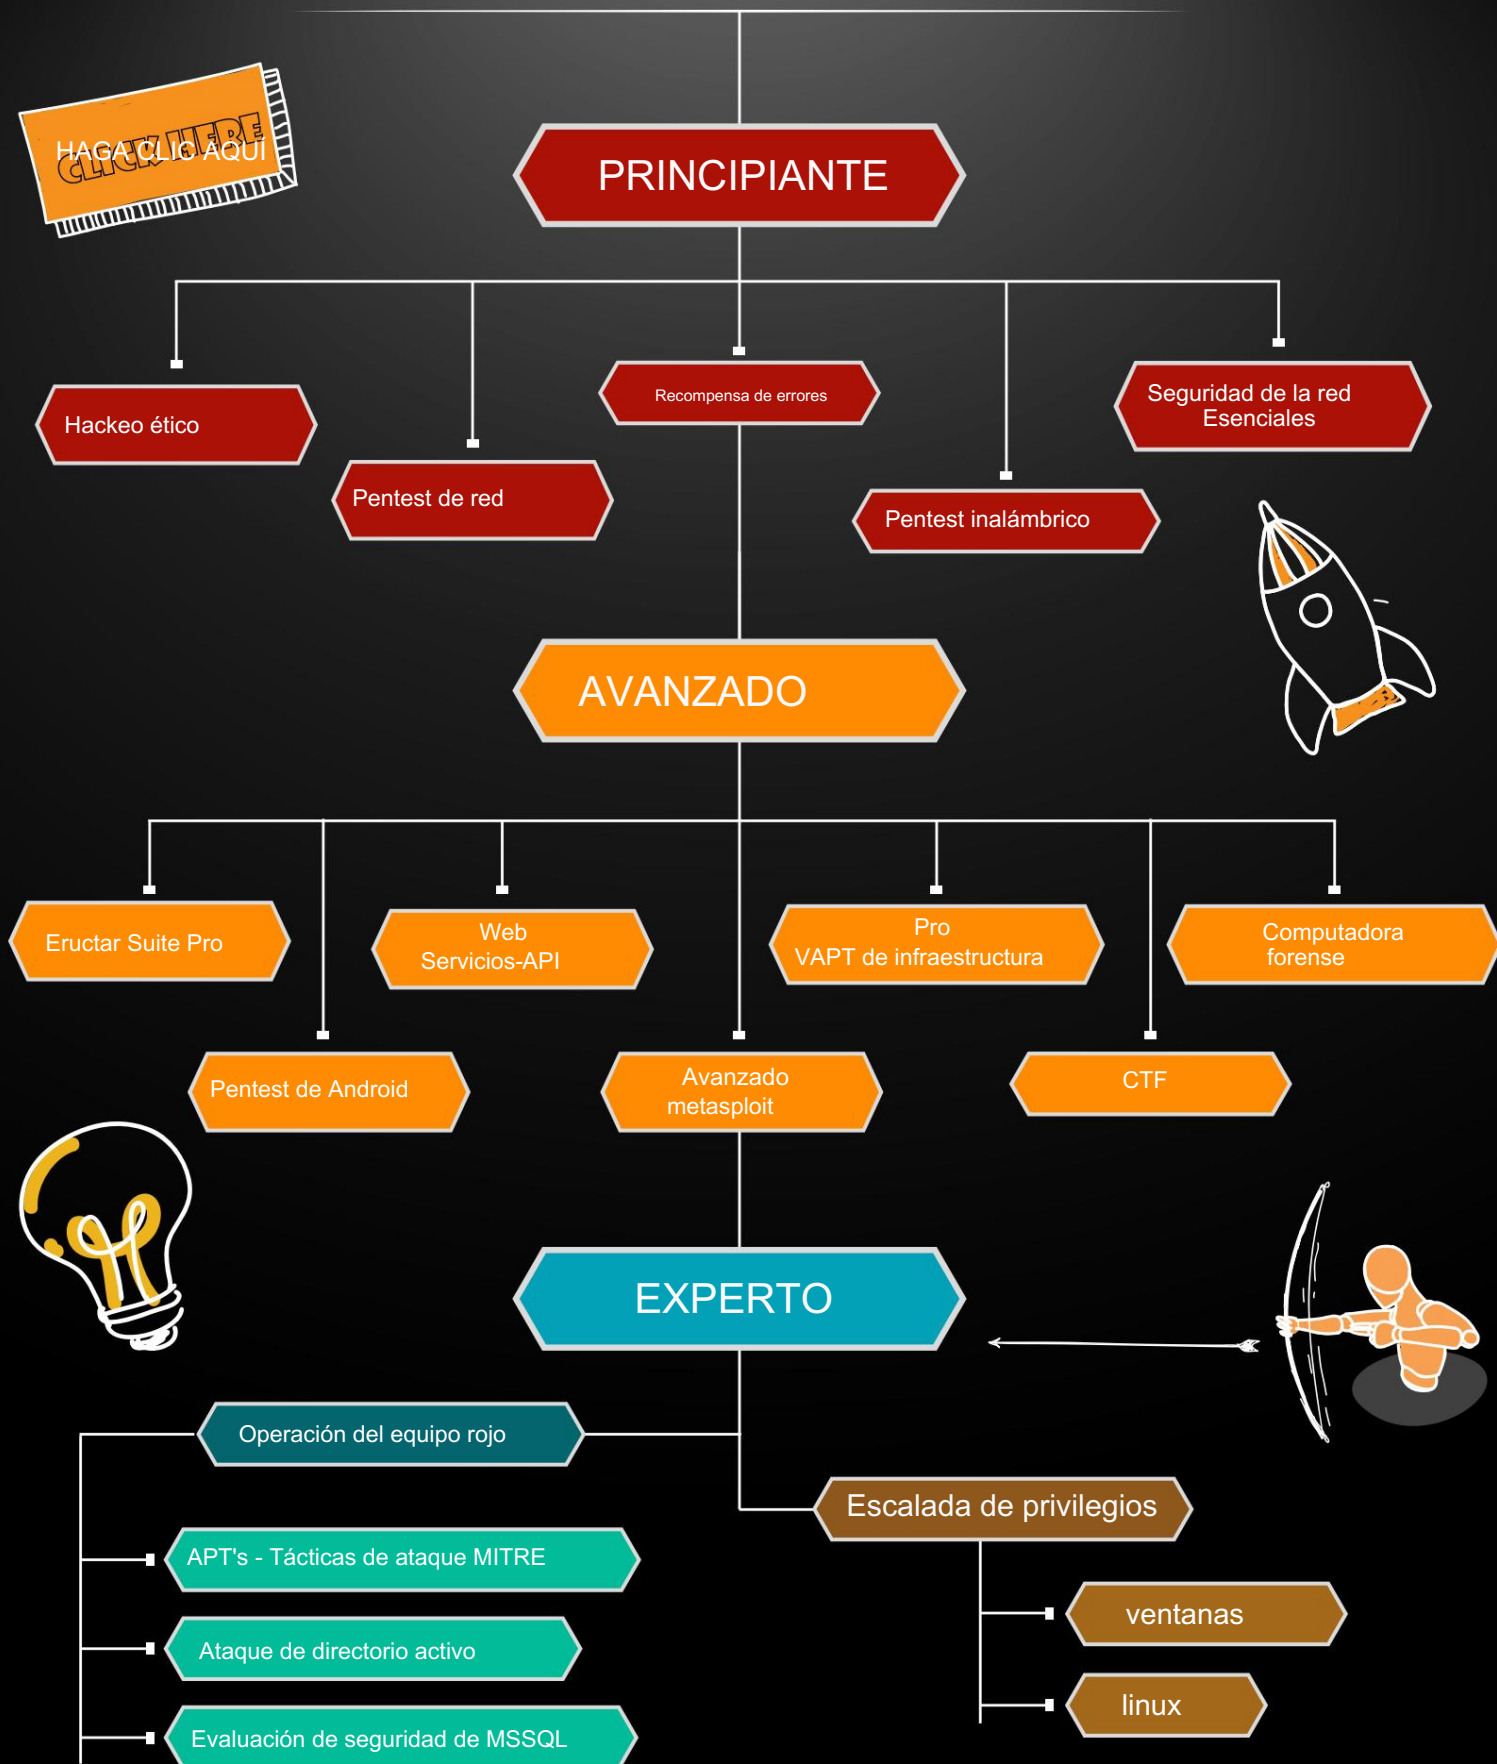 CLICK HERE
HAGA CLIC AQUÍ
PRINCIPIANTE
Hackeo ético
Pentest de red
Recompensa de errores
Pentest inalámbrico
Seguridad de la red
Esenciales
AVANZADO
Eructar Suite Pro
Web
Servicios-API
Pro
VAPT de infraestructura
Computadora
forense
Pentest de Android
Avanzado
metasploit
CTF
EXPERTO
Operación del equipo rojo
APT's - Tácticas de ataque MITRE
Ataque de directorio activo
Evaluación de seguridad de MSSQL
Escalada de privilegios
ventanas
linux